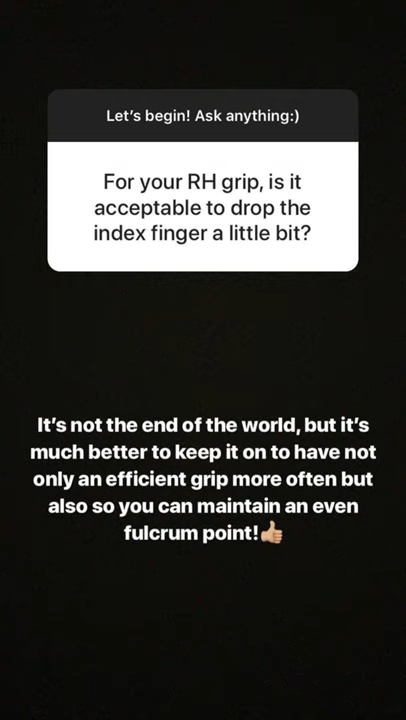 Let’s begin! Ask anything:)
For your RH grip, is it
acceptable to drop the
index finger a little bit?
It’s not the end of the world, but it’s
much better to keep it on to have not
only an efficient grip more often but
also so you can maintain an even
fulcrum point!👍🏼